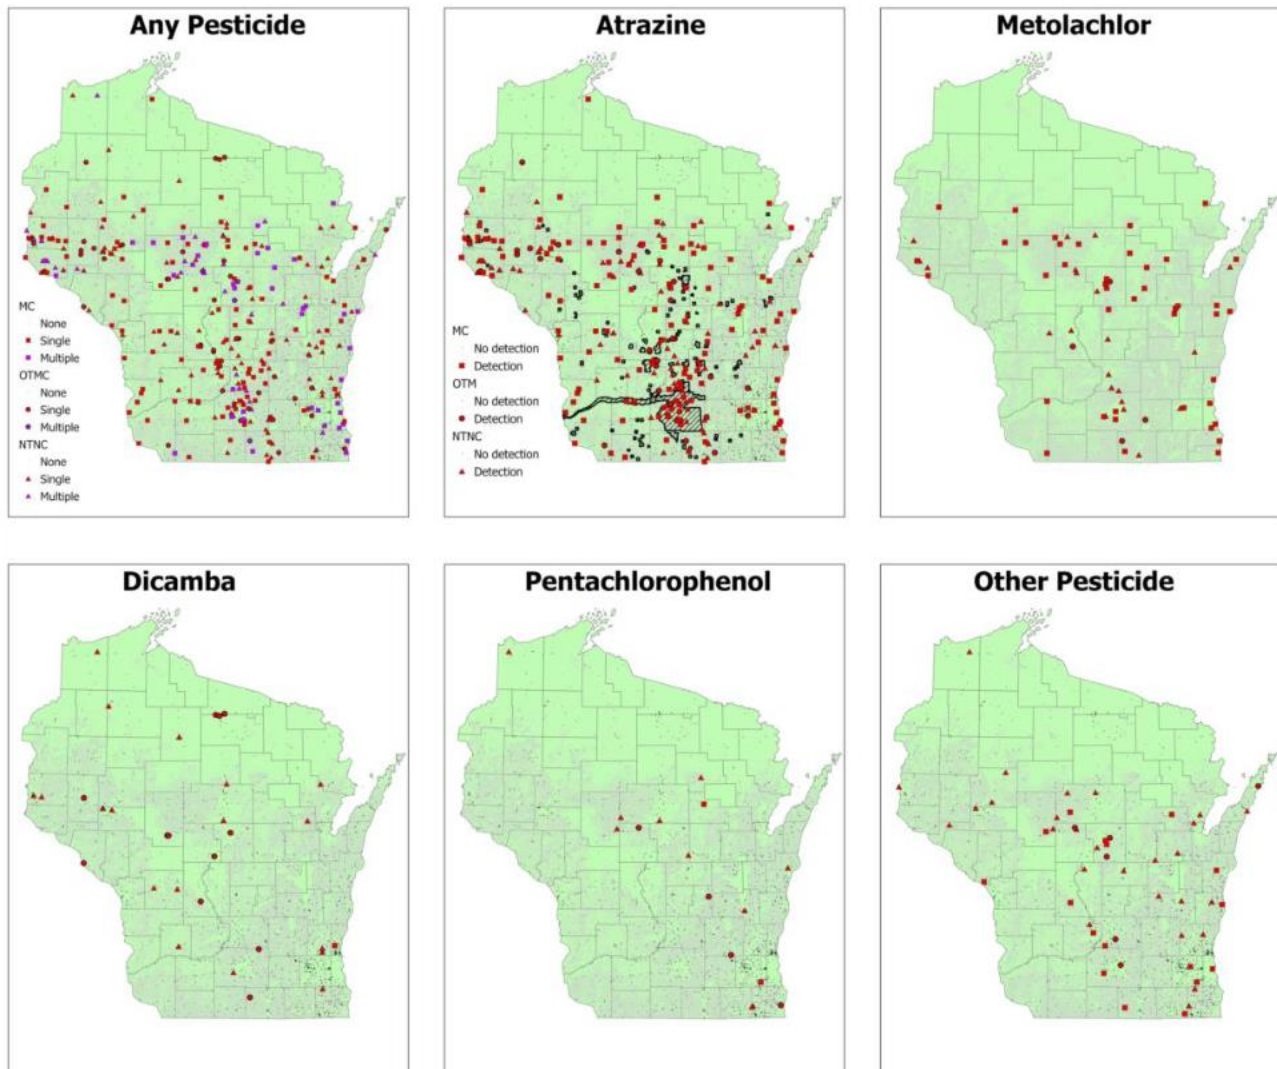 Any Pesticide
Atrazine
Metolachlor
MC
None
Single
Multiple
OTMC
None
Single
Multiple
NTNC
None
Single
Multiple
MC
No detection
Detection
OTM
No detection
Detection
NTNC
No detection
Detection
Dicamba
Pentachlorophenol
Other Pesticide